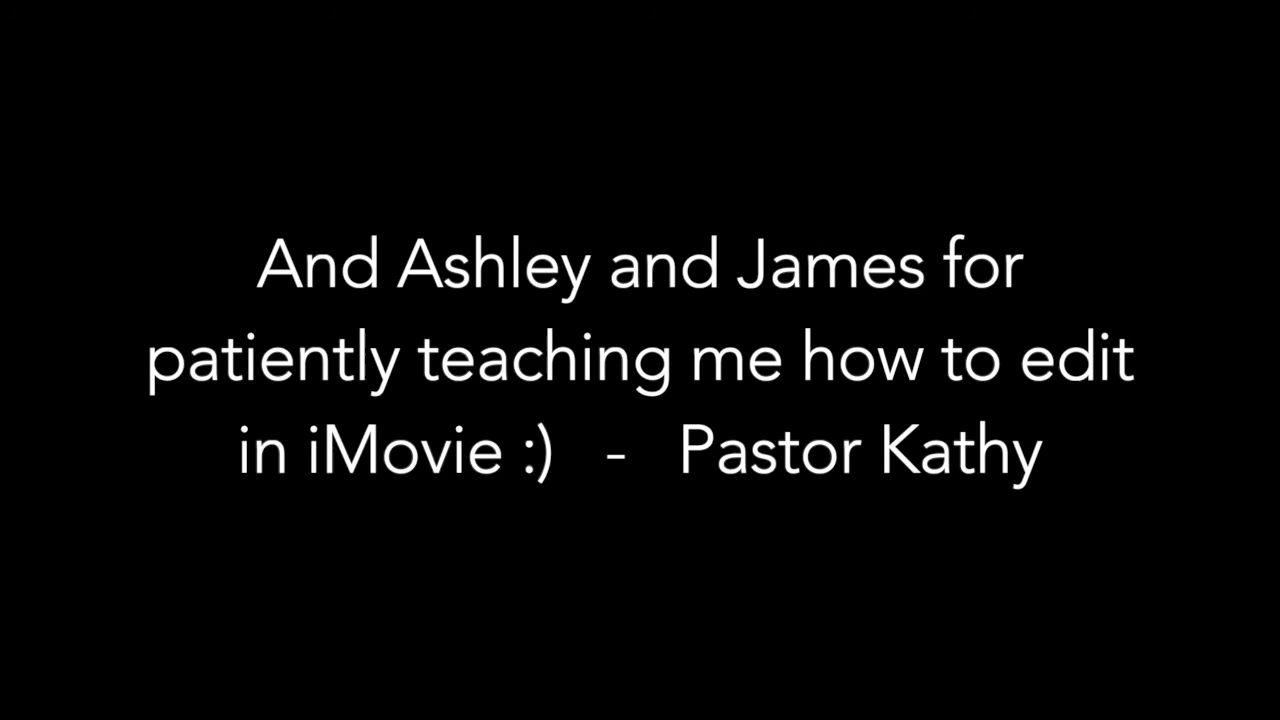 And Ashley and James for
patiently teaching me how to edit
in iMovie :)   -   Pastor Kathy